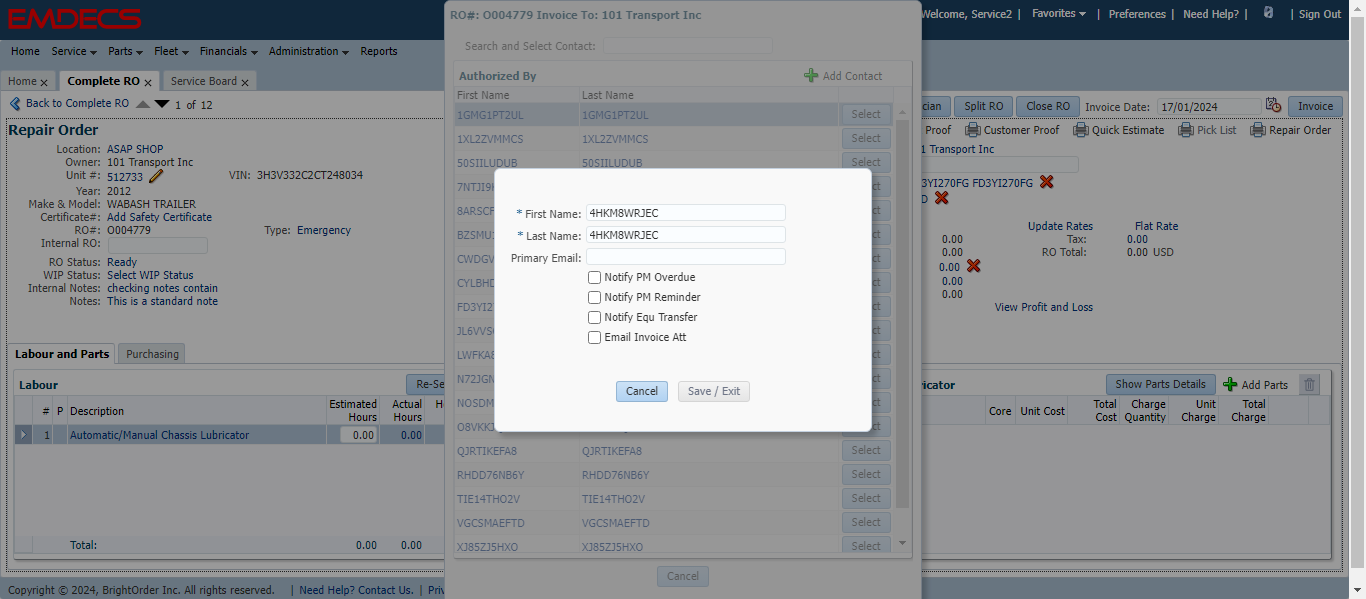 EMDECS
Welcome, Service2 | Favorites | Preferences | Need Help? | | Sign Out
Home Service Parts Fleet Financials Administration Reports
Home Complete RO Service Board
Back to Complete RO 1 of 12
cian Split RO Close RO Invoice Date: 17/01/2024 Invoice
Proof Customer Proof Quick Estimate Pick List Repair Order
Repair Order
Location: ASAP SHOP
Owner: 101 Transport Inc
Unit #: 512733 VIN: 3H3V332C2CT248034
Year: 2012
Make & Model: WABASH TRAILER
Certificate#: Add Safety Certificate
RO#: O004779 Type: Emergency
Internal RO:
RO Status: Ready
WIP Status: Select WIP Status
Internal Notes: checking notes contain
Notes: This is a standard note
Labour and Parts Purchasing
Labour Re-Se
# P Description Estimated Hours Actual Hours
1 Automatic/Manual Chassis Lubricator 0.00 0.00
Total: 0.00 0.00
RO#: O004779 Invoice To: 101 Transport Inc
Search and Select Contact:
Authorized By Add Contact
First Name Last Name
1GMG1PT2UL 1GMG1PT2UL Select
1XL2ZVMMCS 1XL2ZVMMCS Select
50SIILUDUB 50SIILUDUB Select
7NTJI9
8ARSCF
BZSMU
CWDGV
CYLBHD
FD3YI2
JL6VVS
LWFKA8
N72JGN
NOSDM
O8VKK
QJRTIKEFA8 QJRTIKEFA8 Select
RHDD76NB6Y RHDD76NB6Y Select
TIE14THO2V TIE14THO2V Select
VGCSMAEFTD VGCSMAEFTD Select
XJ85ZJ5HXO XJ85ZJ5HXO Select
Cancel
* First Name: 4HKM8WRJEC
* Last Name: 4HKM8WRJEC
Primary Email:
Notify PM Overdue
Notify PM Reminder
Notify Equ Transfer
Email Invoice Att
Cancel Save / Exit
1 Transport Inc
3YI270FG FD3YI270FG
Update Rates Flat Rate
0.00 Tax: 0.00
0.00 RO Total: 0.00 USD
0.00
0.00
0.00
View Profit and Loss
ricator Show Parts Details Add Parts
Core Unit Cost Total Cost Charge Quantity Unit Charge Total Charge
Copyright © 2024, BrightOrder Inc. All rights reserved. | Need Help? Contact Us. | Priv